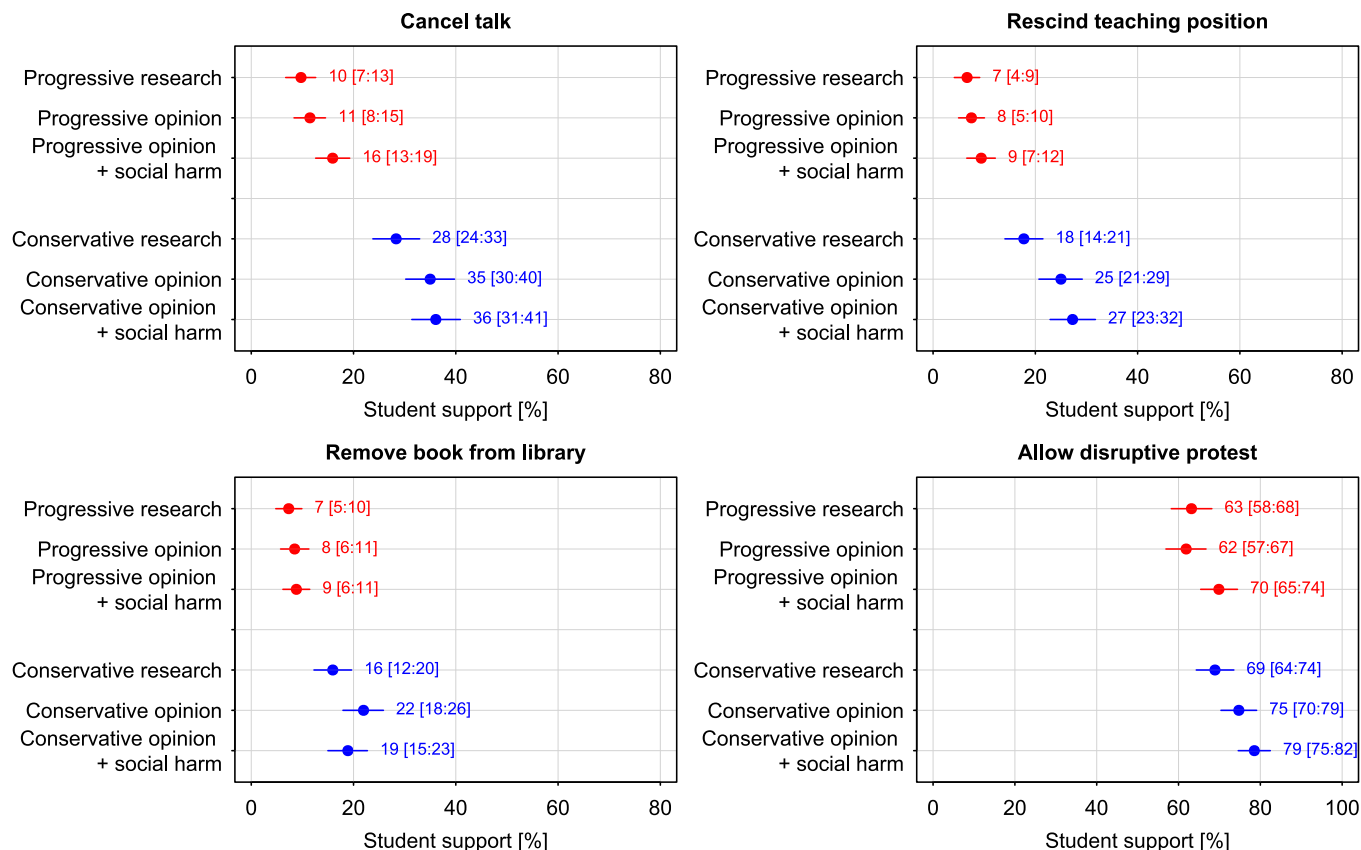 Cancel talk
Progressive research
10 [7:13]
Progressive opinion
11 [8:15]
Progressive opinion
+ social harm
16 [13:19]
Conservative research
28 [24:33]
Conservative opinion
35 [30:40]
Conservative opinion
+ social harm
36 [31:41]
0 20 40 60 80
Student support [%]
Rescind teaching position
Progressive research
7 [4:9]
Progressive opinion
8 [5:10]
Progressive opinion
+ social harm
9 [7:12]
Conservative research
18 [14:21]
Conservative opinion
25 [21:29]
Conservative opinion
+ social harm
27 [23:32]
0 20 40 60 80
Student support [%]
Remove book from library
Progressive research
7 [5:10]
Progressive opinion
8 [6:11]
Progressive opinion
+ social harm
9 [6:11]
Conservative research
16 [12:20]
Conservative opinion
22 [18:26]
Conservative opinion
+ social harm
19 [15:23]
0 20 40 60 80
Student support [%]
Allow disruptive protest
Progressive research
63 [58:68]
Progressive opinion
62 [57:67]
Progressive opinion
+ social harm
70 [65:74]
Conservative research
69 [64:74]
Conservative opinion
75 [70:79]
Conservative opinion
+ social harm
79 [75:82]
0 20 40 60 80 100
Student support [%]